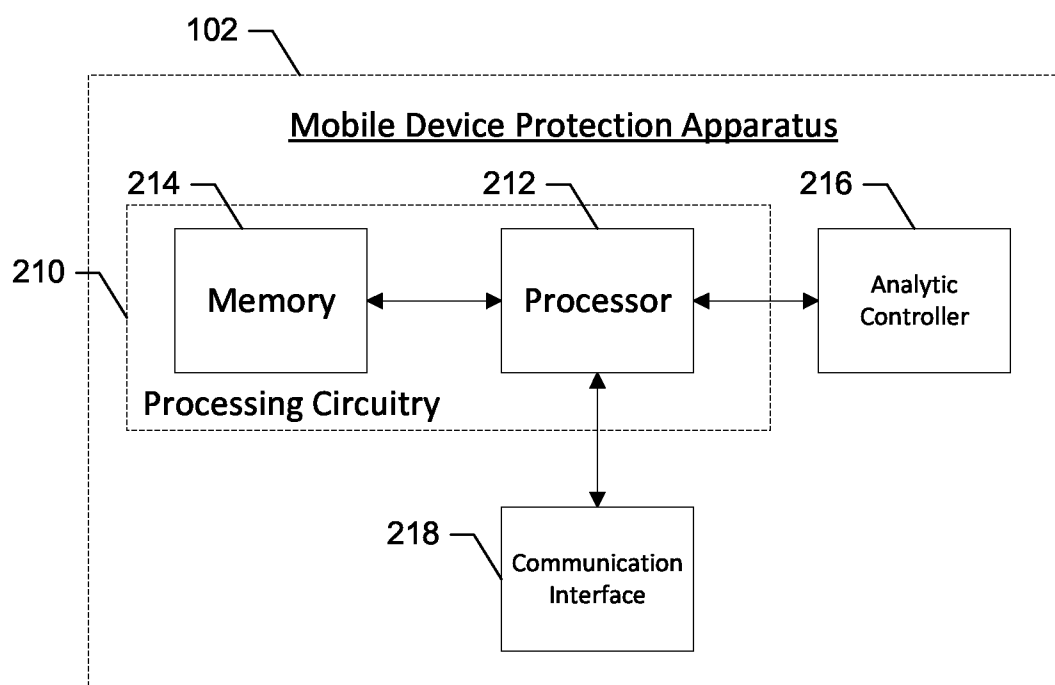 102
Mobile Device Protection Apparatus
214
212
216
210
Memory
Processor
Analytic
Controller
Processing Circuitry
218
Communication
Interface